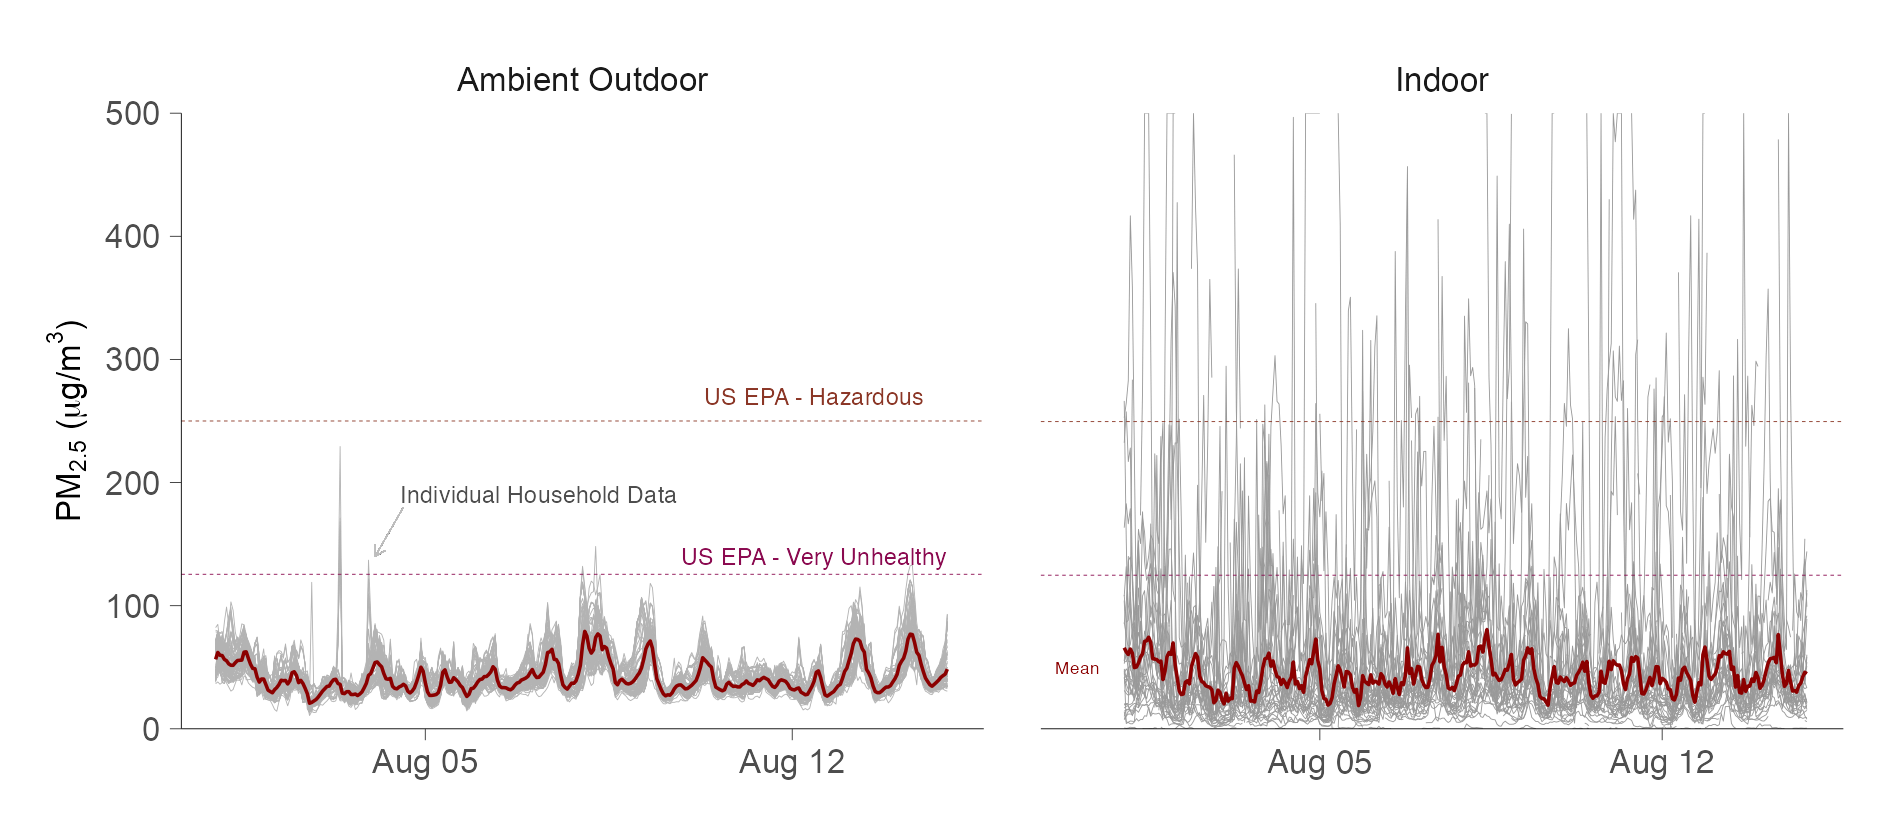 Ambient Outdoor
Indoor
PM2.5 (µg/m3)
500
400
300
200
100
0
US EPA - Hazardous
Individual Household Data
US EPA - Very Unhealthy
Mean
Aug 05
Aug 12
Aug 05
Aug 12